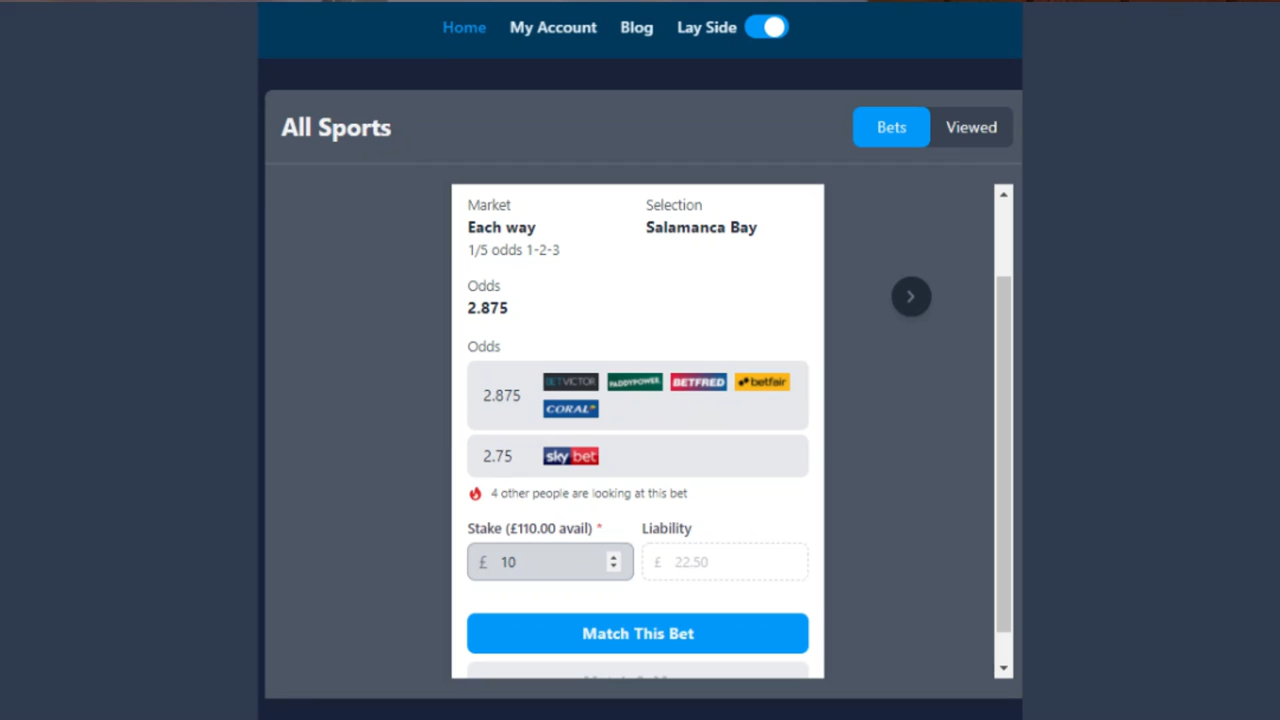 Home My Account Blog Lay Side
All Sports
Bets Viewed
Market Selection
Each way Salamanca Bay
1/5 odds 1-2-3
Odds
2.875
Odds
2.875 BETVICTOR PADDYPOWER BETFRED betfair
CORAL
2.75 sky bet
4 other people are looking at this bet
Stake (£110.00 avail) * Liability
£ 10 £ 22.50
Match This Bet